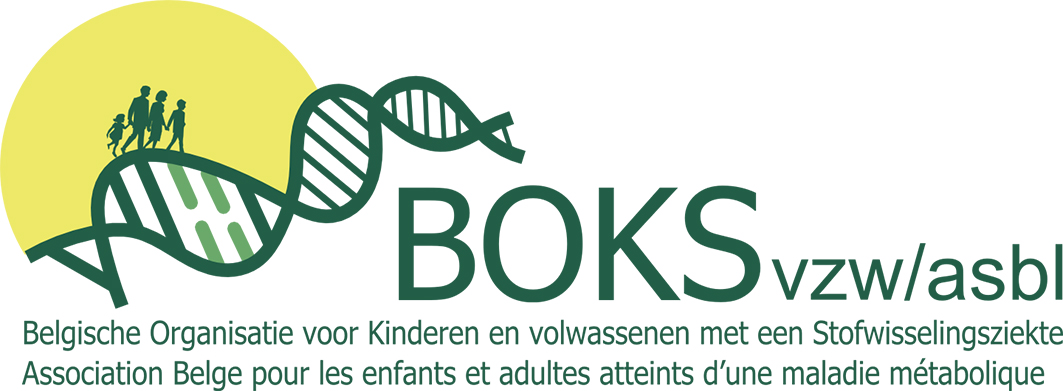 BOKS vzw/asbl
Belgische Organisatie voor Kinderen en volwassenen met een Stofwisselingsziekte
Association Belge pour les enfants et adultes atteints d'une maladie métabolique